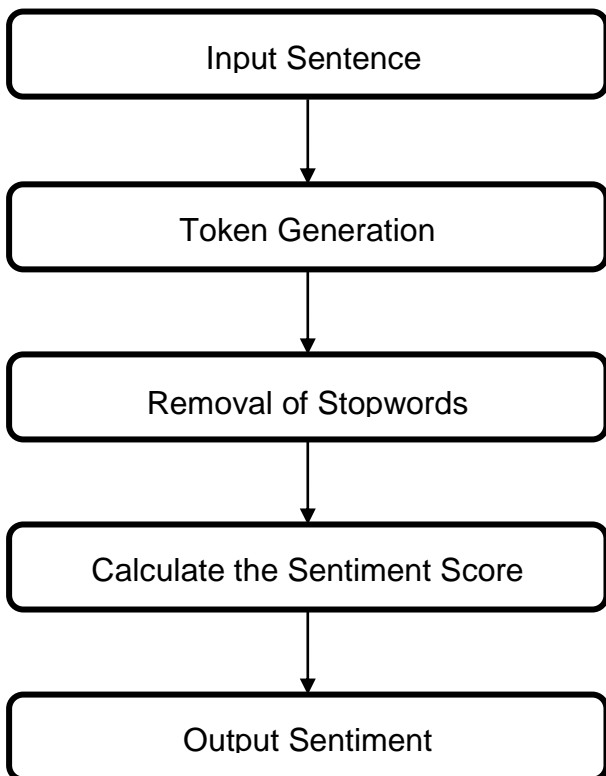 Input Sentence
Token Generation
Removal of Stopwords
Calculate the Sentiment Score
Output Sentiment